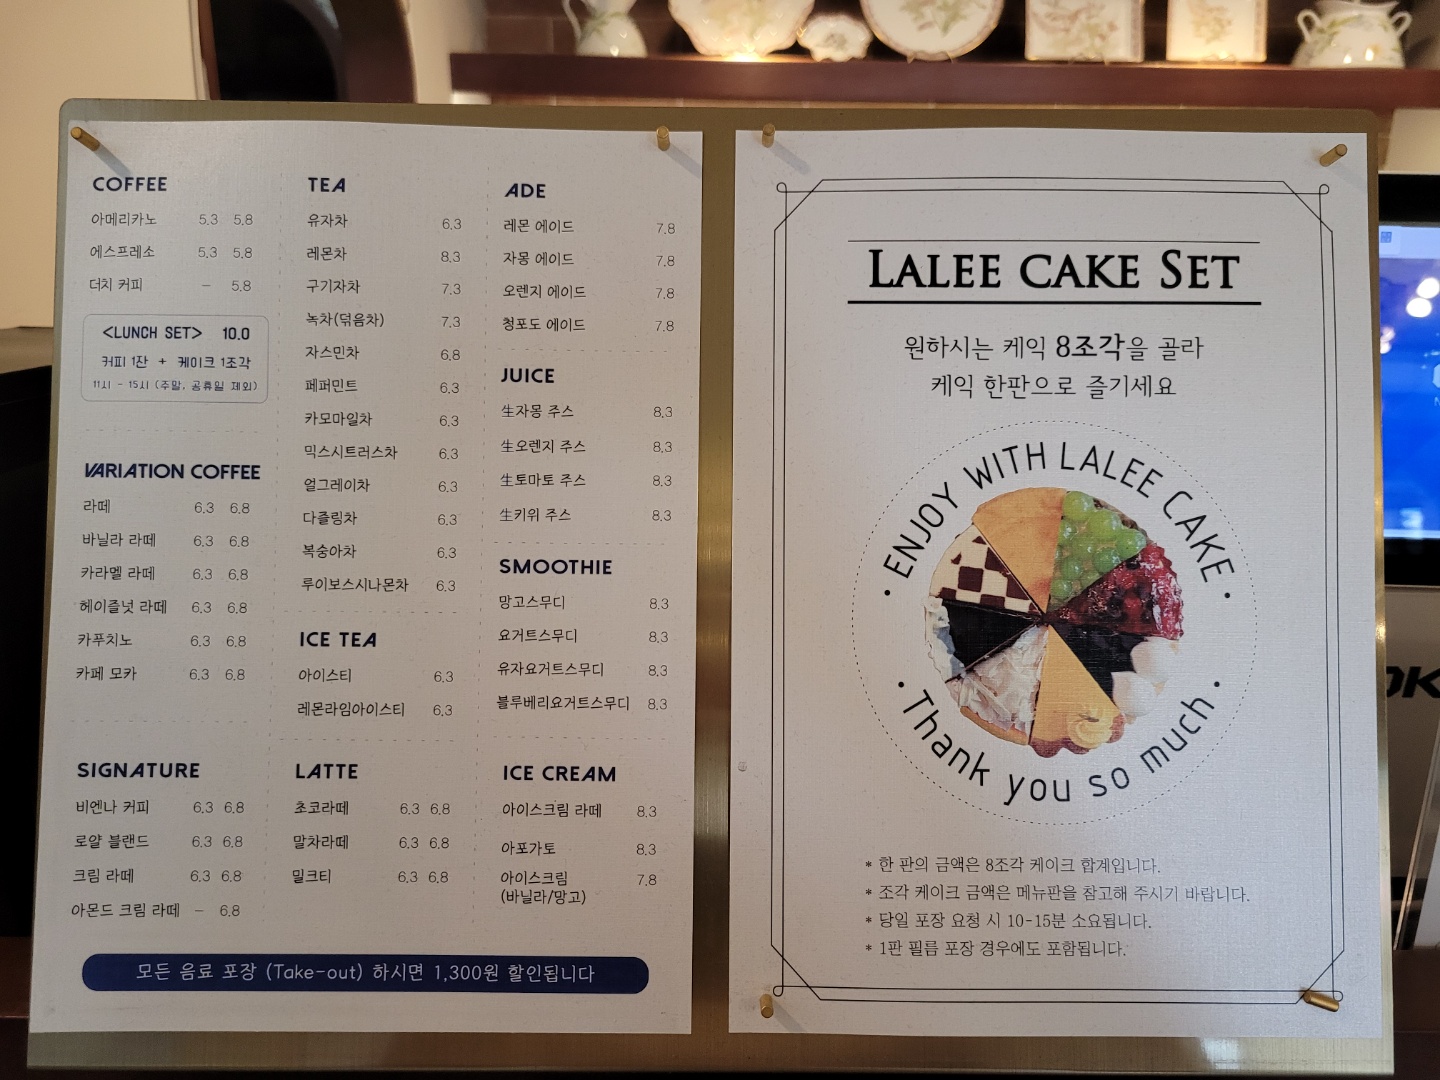 COFFEE
아메리카노 5.3 5.8
에스프레소 5.3 5.8
더치 커피 – 5.8
<LUNCH SET> 10.0
커피 1잔 + 케이크 1조각
11시 - 15시 (주말, 공휴일 제외)
VARIATION COFFEE
라떼 6.3 6.8
바닐라 라떼 6.3 6.8
카라멜 라떼 6.3 6.8
헤이즐넛 라떼 6.3 6.8
카푸치노 6.3 6.8
카페 모카 6.3 6.8
SIGNATURE
비엔나 커피 6.3 6.8
로얄 블랜드 6.3 6.8
크림 라떼 6.3 6.8
아몬드 크림 라떼 – 6.8
TEA
유자차 6.3
레몬차 8.3
구기자차 7.3
녹차(덖음차) 7.3
자스민차 6.8
페퍼민트 6.3
카모마일차 6.3
믹스시트러스차 6.3
얼그레이차 6.3
다즐링차 6.3
복숭아차 6.3
루이보스시나몬차 6.3
ICE TEA
아이스티 6.3
레몬라임아이스티 6.3
LATTE
초코라떼 6.3 6.8
말차라떼 6.3 6.8
밀크티 6.3 6.8
ADE
레몬 에이드 7.8
자몽 에이드 7.8
오렌지 에이드 7.8
청포도 에이드 7.8
JUICE
生자몽 주스 8.3
生오렌지 주스 8.3
生토마토 주스 8.3
生키위 주스 8.3
SMOOTHIE
망고스무디 8.3
요거트스무디 8.3
유자요거트스무디 8.3
블루베리요거트스무디 8.3
ICE CREAM
아이스크림 라떼 8.3
아포가토 8.3
아이스크림 7.8
(바닐라/망고)
모든 음료 포장 (Take-out) 하시면 1,300원 할인됩니다
LALEE CAKE SET
원하시는 케익 8조각을 골라
케익 한판으로 즐기세요
ENJOY WITH LALEE CAKE
Thank you so much
* 한 판의 금액은 8조각 케이크 합계입니다.
* 조각 케이크 금액은 메뉴판을 참고해 주시기 바랍니다.
* 당일 포장 요청 시 10-15분 소요됩니다.
* 1판 필름 포장 경우에도 포함됩니다.